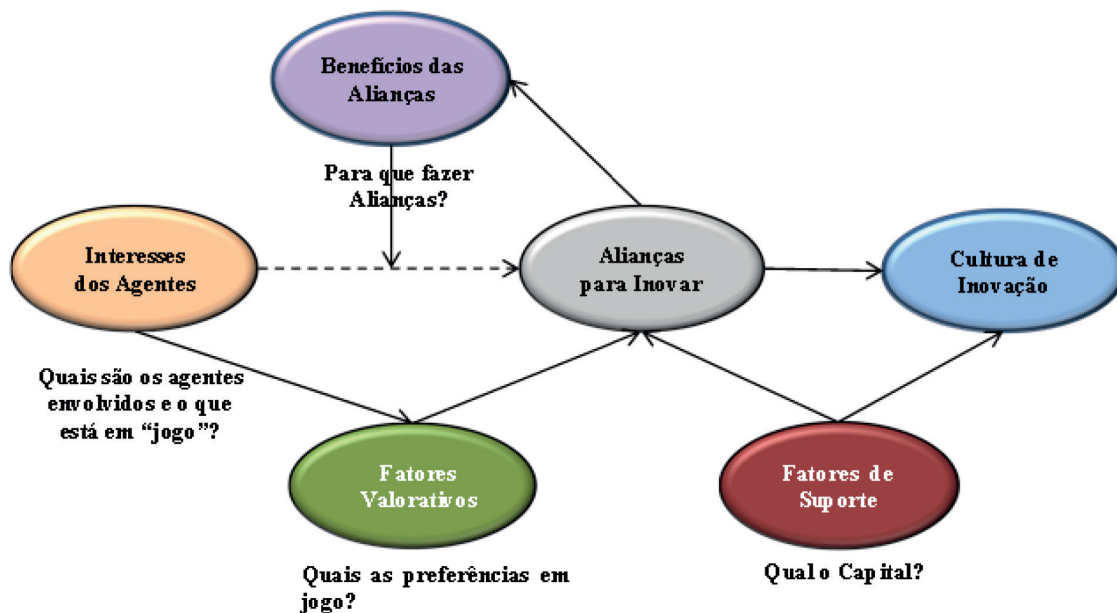 Benefícios das
Alianças
Para que fazer
Alianças?
Interesses
dos Agentes
Alianças
para Inovar
Cultura de
Inovação
Quais são os agentes
envolvidos e o que
está em “jogo”?
Fatores
Valorativos
Fatores de
Suporte
Quais as preferências em
jogo?
Qual o Capital?